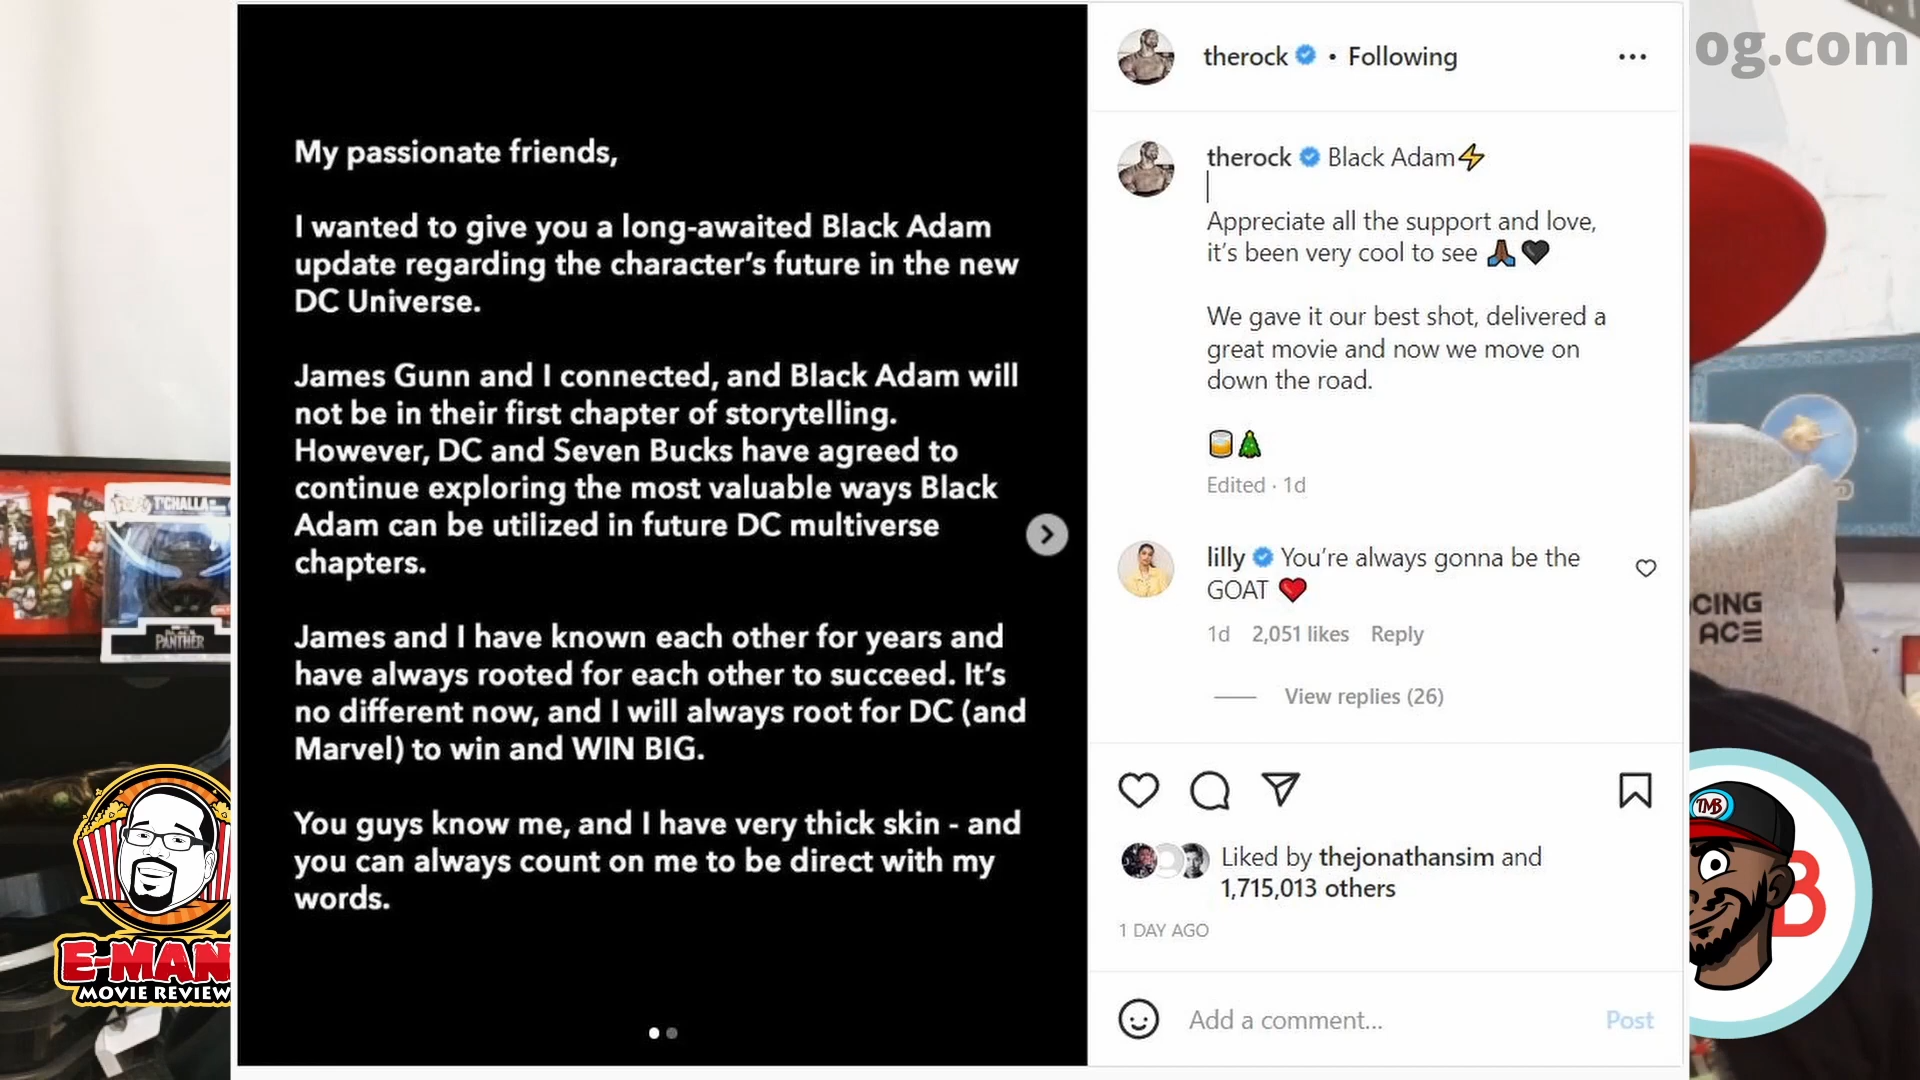 og.com
My passionate friends,
I wanted to give you a long-awaited Black Adam
update regarding the character's future in the new
DC Universe.
James Gunn and I connected, and Black Adam will
not be in their first chapter of storytelling.
However, DC and Seven Bucks have agreed to
continue exploring the most valuable ways Black
Adam can be utilized in future DC multiverse
chapters.
James and I have known each other for years and
have always rooted for each other to succeed. It's
no different now, and I will always root for DC (and
Marvel) to win and WIN BIG.
You guys know me, and I have very thick skin - and
you can always count on me to be direct with my
words.
therock • Following
therock Black Adam⚡
Appreciate all the support and love,
it's been very cool to see 🙏🏾🖤
We gave it our best shot, delivered a
great movie and now we move on
down the road.
🥃🎄
Edited · 1d
lilly You're always gonna be the
GOAT ❤️
1d 2,051 likes Reply
View replies (26)
Liked by thejonathansim and
1,715,013 others
1 DAY AGO
Add a comment... Post
T'CHALLA
BLACK
PANTHER
E-MAN
MOVIE REVIEW
CING
ACE
TMB
B